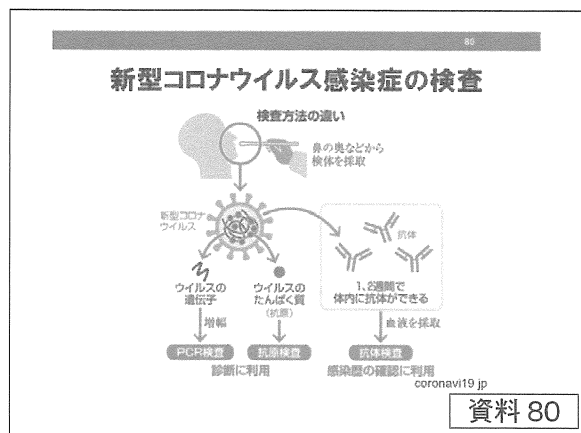 80
新型コロナウイルス感染症の検査
検査方法の違い
鼻の奥などから
検体を採取
新型コロナ
ウイルス
抗体
ウイルスの
遺伝子
ウイルスの
たんぱく質
(抗原)
1、2週間で
体内に抗体ができる
増幅
血液を採取
PCR検査
抗原検査
抗体検査
診断に利用
感染歴の確認に利用
coronavi19 jp
資料 80